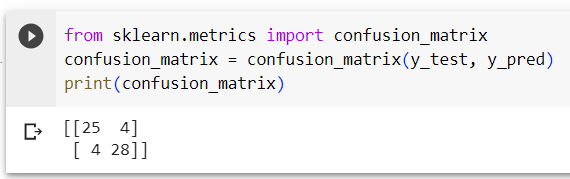 from sklearn.metrics import confusion_matrix
confusion_matrix = confusion_matrix(y_test, y_pred)
print(confusion_matrix)
[[25  4]
 [ 4 28]]